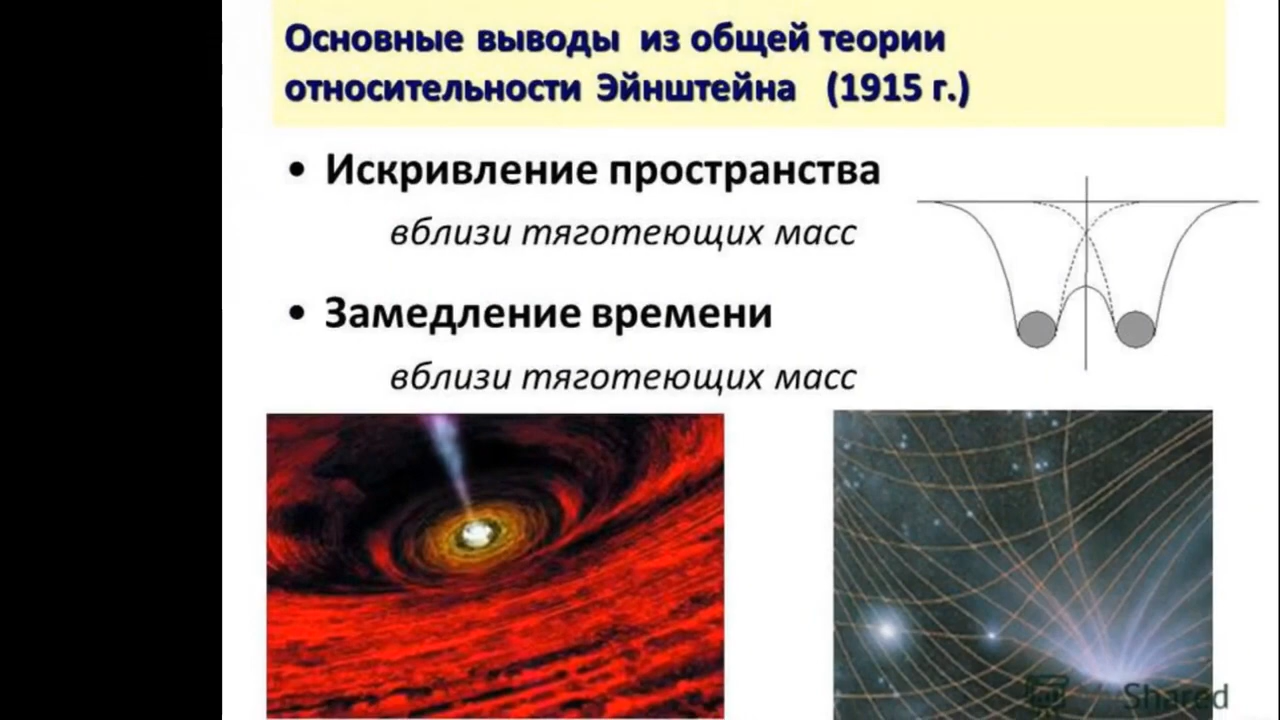 Основные выводы из общей теории
относительности Эйнштейна (1915 г.)
• Искривление пространства
вблизи тяготеющих масс
• Замедление времени
вблизи тяготеющих масс
Shared